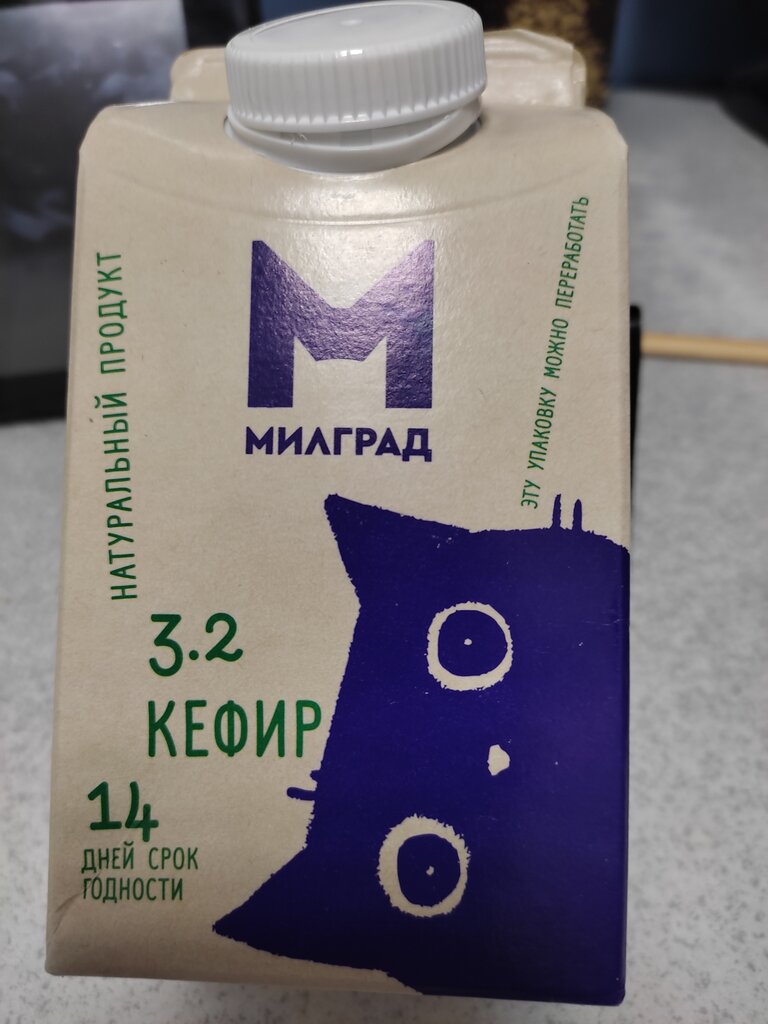 МИЛГРАД
НАТУРАЛЬНЫЙ ПРОДУКТ
ЭТУ УПАКОВКУ МОЖНО ПЕРЕРАБОТАТЬ
3.2
КЕФИР
14
ДНЕЙ СРОК
ГОДНОСТИ